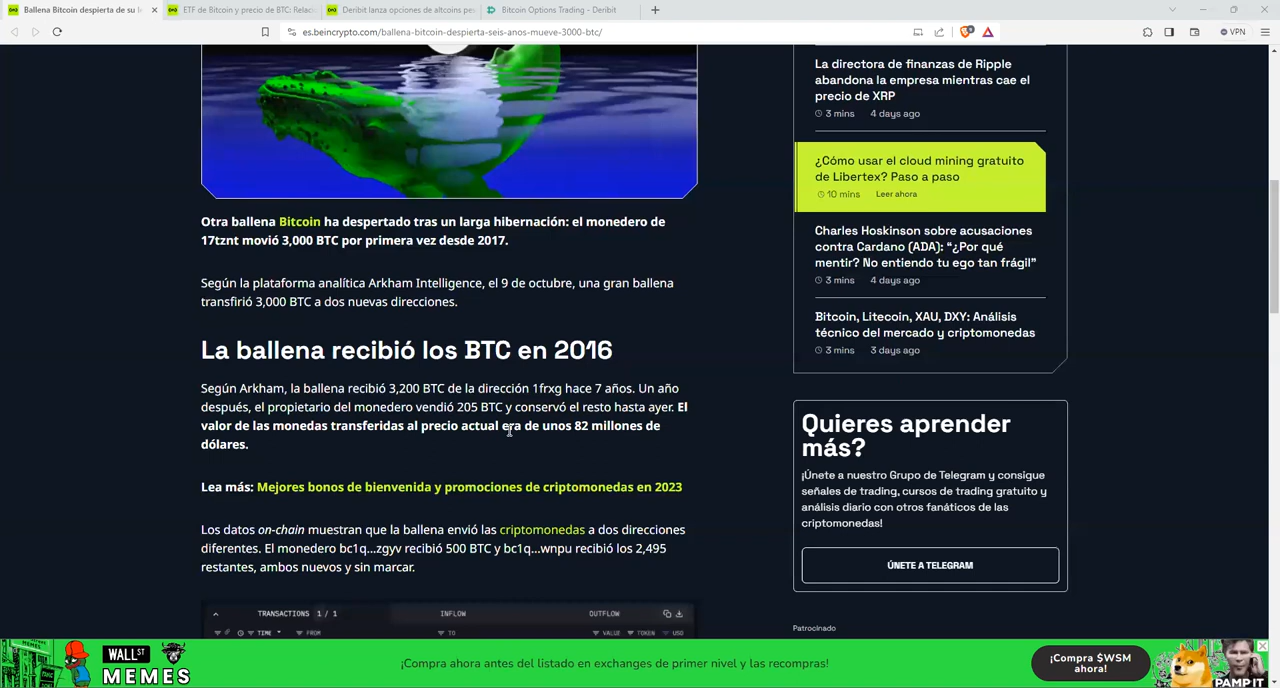 Ballena Bitcoin despierta de su l
ETF de Bitcoin y precio de BTC: Relac
Deribit lanza opciones de altcoins pes
Bitcoin Options Trading - Deribit
es.beincrypto.com/ballena-bitcoin-despierta-seis-anos-mueve-3000-btc/
VPN
Otra ballena Bitcoin ha despertado tras un larga hibernación: el monedero de
17tznt movió 3,000 BTC por primera vez desde 2017.
Según la plataforma analítica Arkham Intelligence, el 9 de octubre, una gran ballena
transfirió 3,000 BTC a dos nuevas direcciones.
La ballena recibió los BTC en 2016
Según Arkham, la ballena recibió 3,200 BTC de la dirección 1frxg hace 7 años. Un año
después, el propietario del monedero vendió 205 BTC y conservó el resto hasta ayer. El
valor de las monedas transferidas al precio actual era de unos 82 millones de
dólares.
Lea más: Mejores bonos de bienvenida y promociones de criptomonedas en 2023
Los datos on-chain muestran que la ballena envió las criptomonedas a dos direcciones
diferentes. El monedero bc1q...zgyv recibió 500 BTC y bc1q...wnpu recibió los 2,495
restantes, ambos nuevos y sin marcar.
TRANSACTIONS 1 / 1 INFLOW OUTFLOW
TIME FROM TO VALUE TOKEN USD
La directora de finanzas de Ripple
abandona la empresa mientras cae el
precio de XRP
3 mins 4 days ago
¿Cómo usar el cloud mining gratuito
de Libertex? Paso a paso
10 mins Leer ahora
Charles Hoskinson sobre acusaciones
contra Cardano (ADA): “¿Por qué
mentir? No entiendo tu ego tan frágil”
3 mins 4 days ago
Bitcoin, Litecoin, XAU, DXY: Análisis
técnico del mercado y criptomonedas
3 mins 3 days ago
Quieres aprender
más?
¡Únete a nuestro Grupo de Telegram y consigue
señales de trading, cursos de trading gratuito y
análisis diario con otros fanáticos de las
criptomonedas!
ÚNETE A TELEGRAM
Patrocinado
WALL ST
MEMES
¡Compra ahora antes del listado en exchanges de primer nivel y las recompras!
¡Compra $WSM
ahora!
PAMP IT